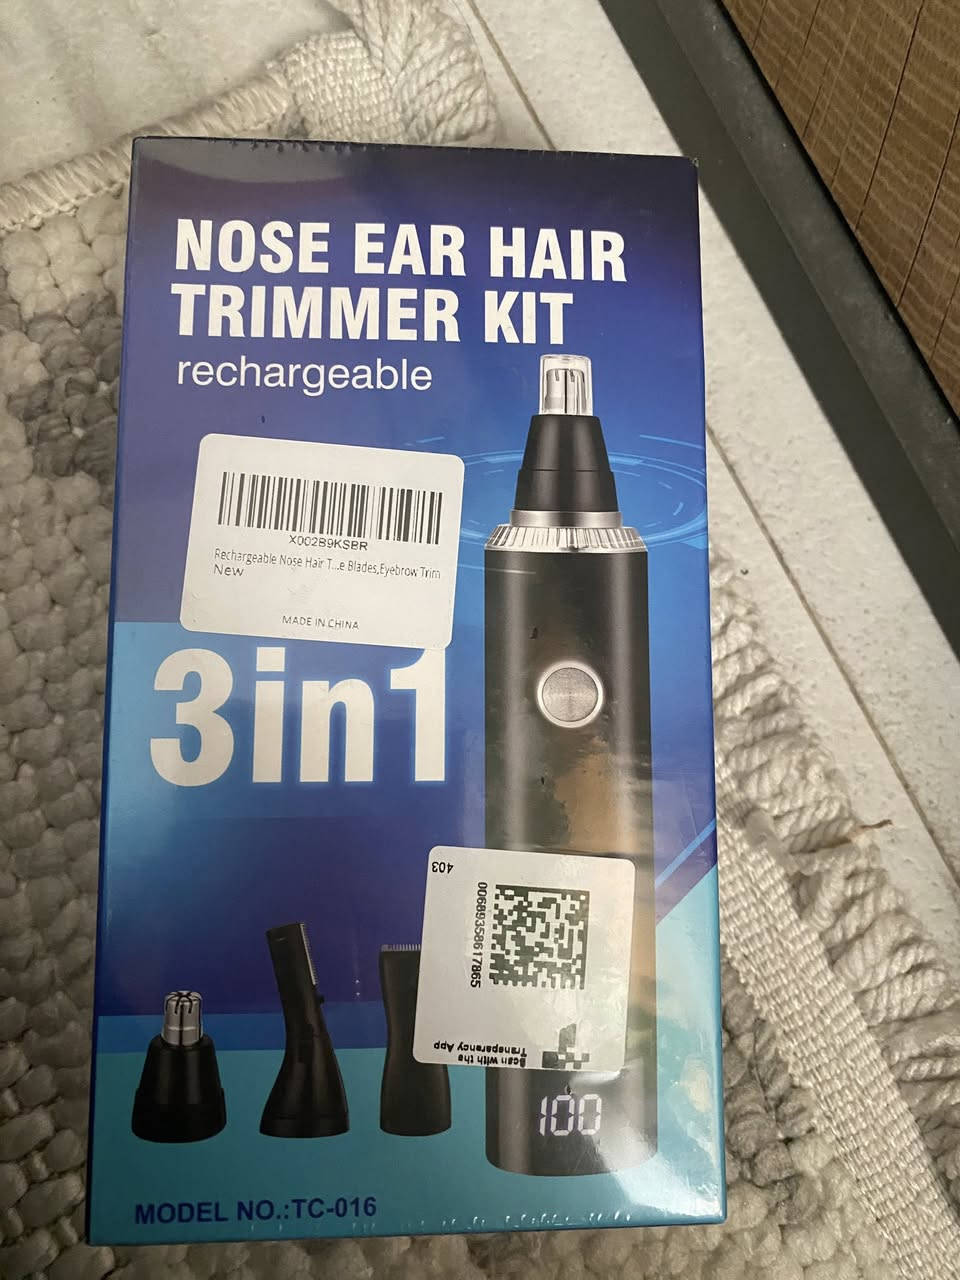 NOSE EAR HAIR
TRIMMER KIT
rechargeable
X002B9KSBR
Rechargeable Nose Hair T...e Blades,Eyebrow Trim
New
MADE IN CHINA
3in1
403
00689358617865
Scan with the
Transparency App
100
MODEL NO.:TC-016